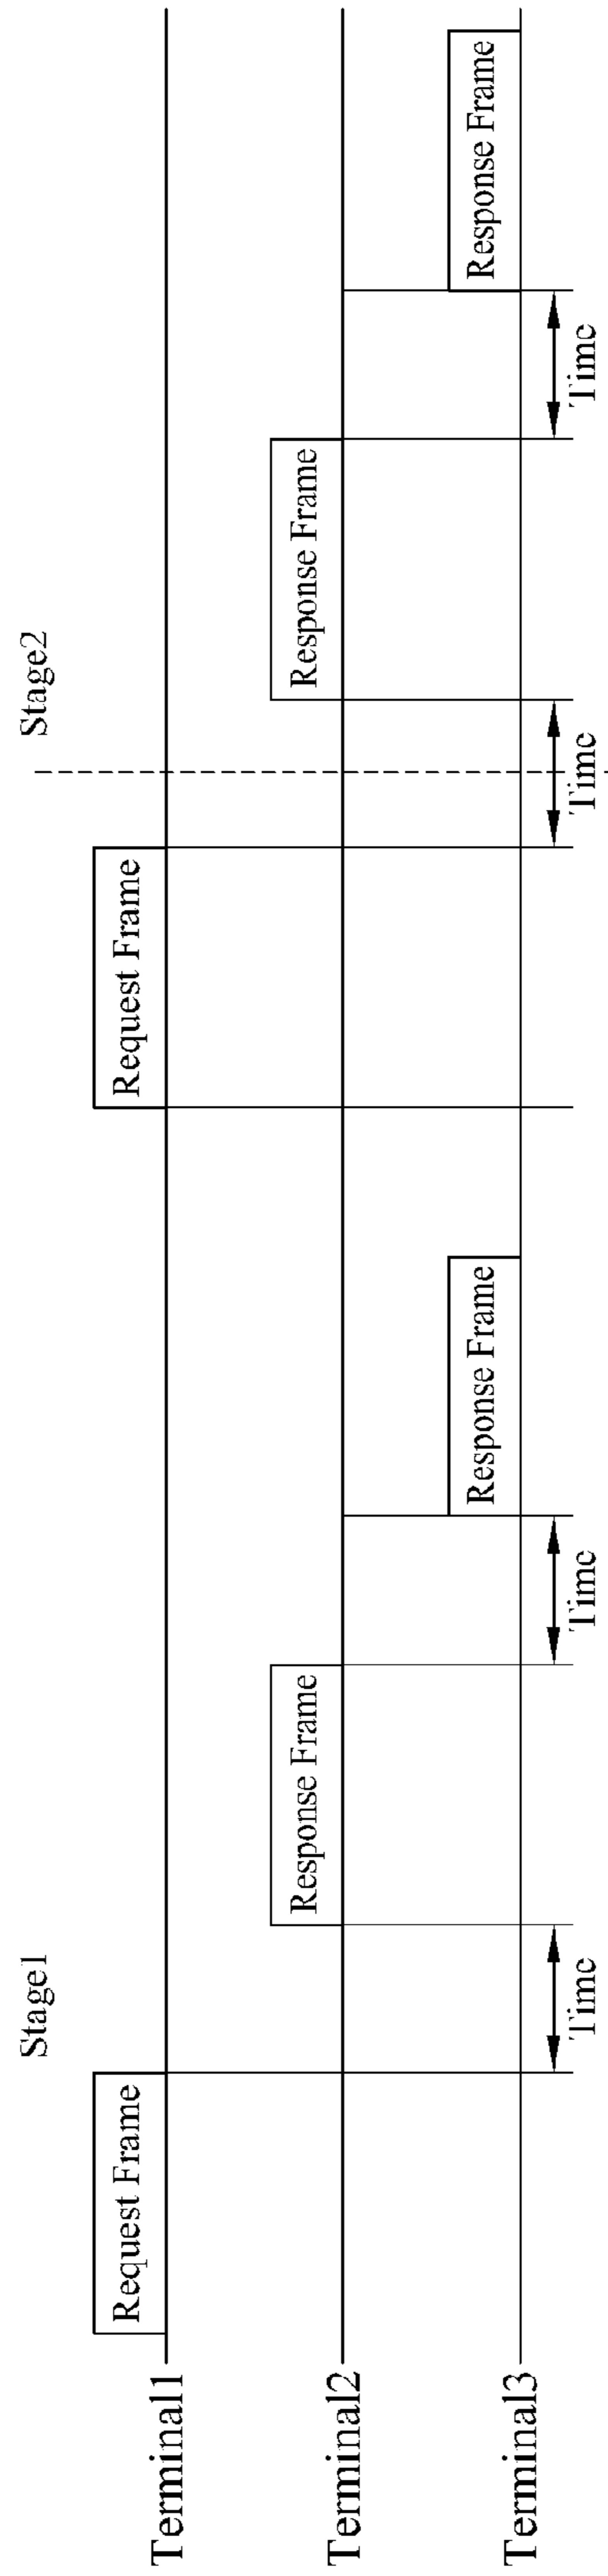 Stage1
Stage2
Terminal1
Request Frame
Request Frame
Terminal2
Response Frame
Response Frame
Terminal3
Response Frame
Response Frame
Time
Time
Time
Time